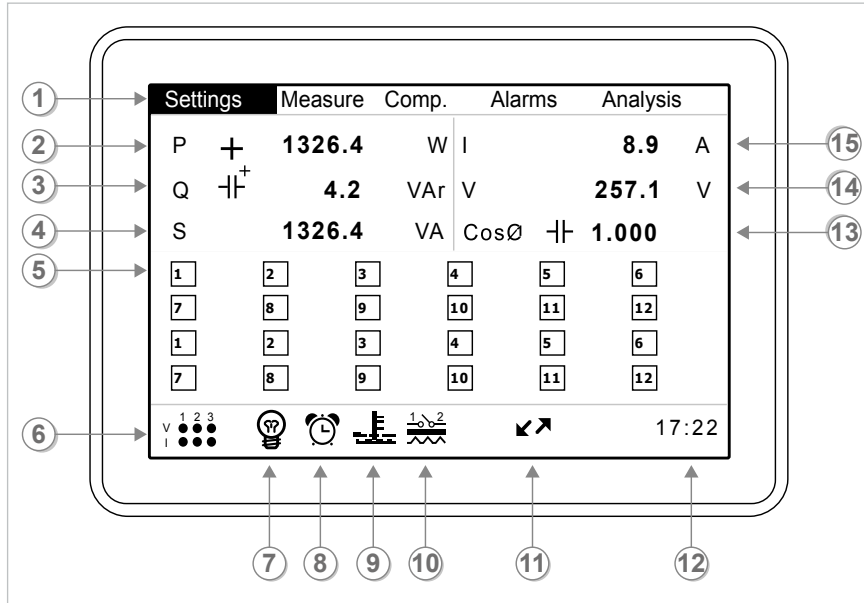 1 Settings Measure Comp. Alarms Analysis
2 P + 1326.4 W I 8.9 A 15
3 Q + 4.2 VAr V 257.1 V 14
4 S 1326.4 VA CosØ 1.000 13
5 1 2 3 4 5 6
7 8 9 10 11 12
1 2 3 4 5 6
7 8 9 10 11 12
1 2 3 1 2
6 V 17:22
I
7 8 9 10 11 12